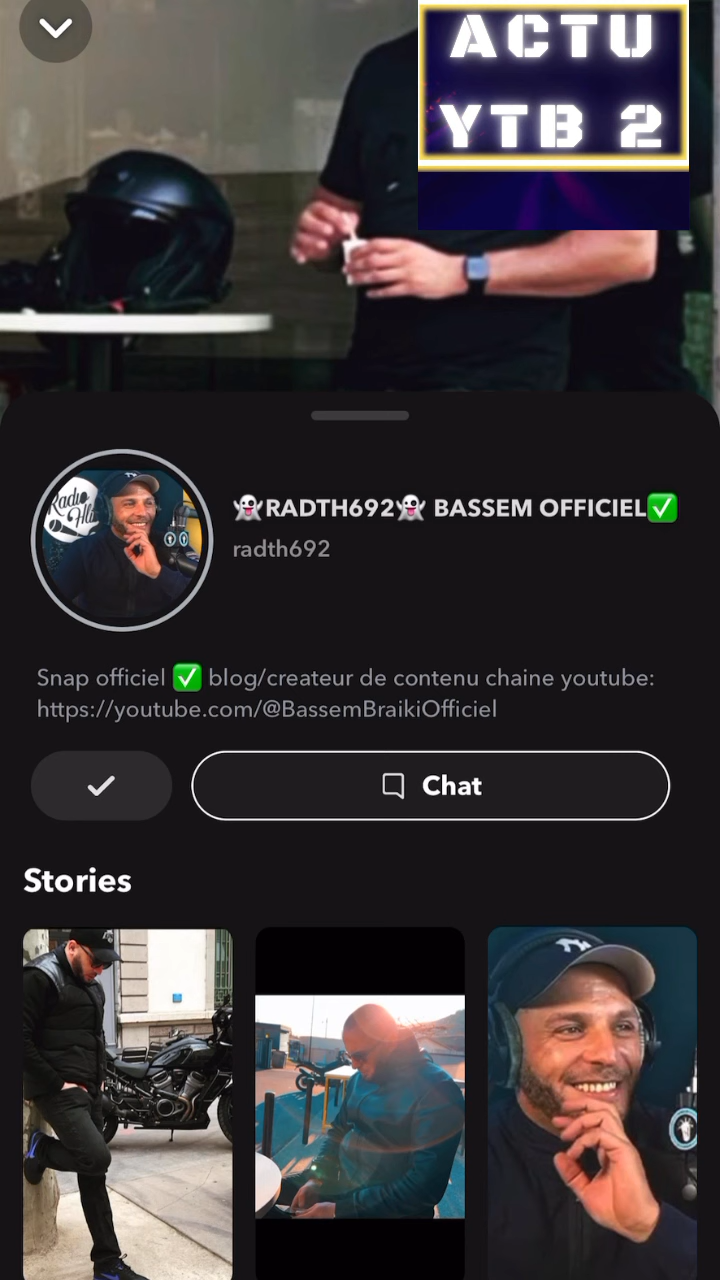 ACTU
YTB 2
👻RADTH692👻 BASSEM OFFICIEL✅
radth692
Snap officiel ✅ blog/createur de contenu chaine youtube:
https://youtube.com/@BassemBraikiOfficiel
Chat
Stories